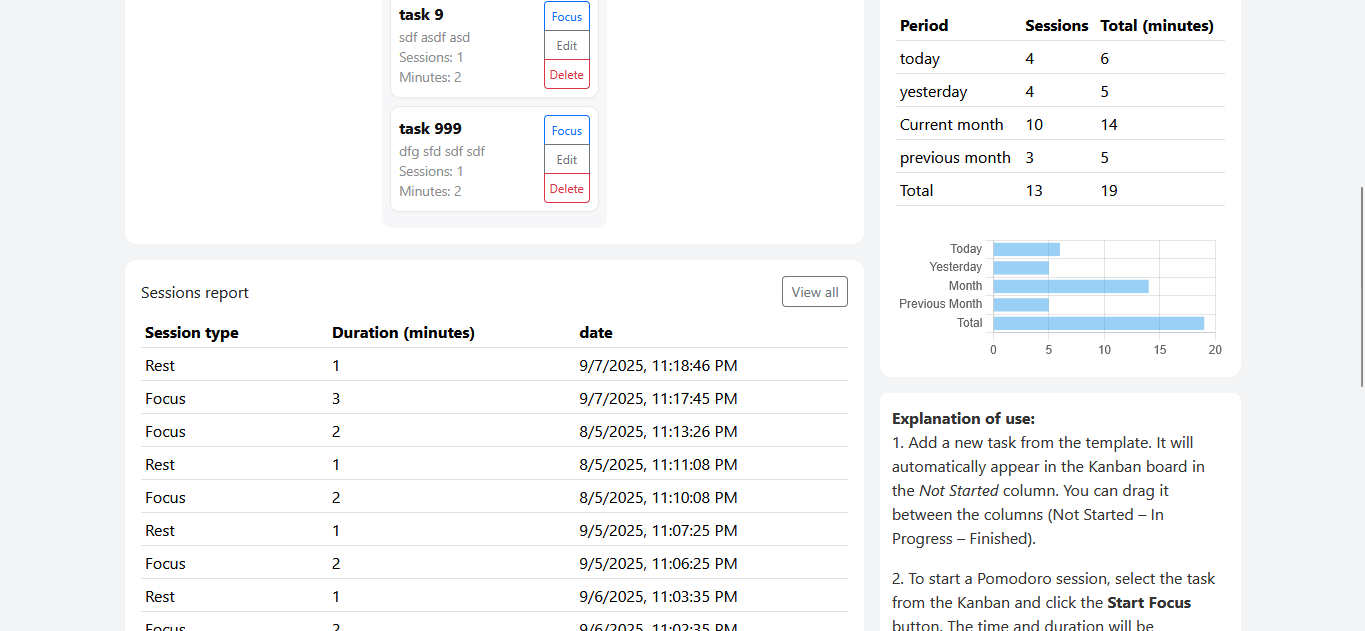 task 9
sdf asdf asd
Sessions: 1
Minutes: 2
Focus
Edit
Delete
task 999
dfg sfd sdf sdf
Sessions: 1
Minutes: 2
Focus
Edit
Delete
Sessions report
View all
Session type Duration (minutes) date
Rest 1 9/7/2025, 11:18:46 PM
Focus 3 9/7/2025, 11:17:45 PM
Focus 2 8/5/2025, 11:13:26 PM
Rest 1 8/5/2025, 11:11:08 PM
Focus 2 8/5/2025, 11:10:08 PM
Rest 1 9/5/2025, 11:07:25 PM
Focus 2 9/5/2025, 11:06:25 PM
Rest 1 9/6/2025, 11:03:35 PM
Focus 2 9/6/2025, 11:02:35 PM
Period Sessions Total (minutes)
today 4 6
yesterday 4 5
Current month 10 14
previous month 3 5
Total 13 19
Today
Yesterday
Month
Previous Month
Total
0 5 10 15 20
Explanation of use:
1. Add a new task from the template. It will
automatically appear in the Kanban board in
the Not Started column. You can drag it
between the columns (Not Started – In
Progress – Finished).
2. To start a Pomodoro session, select the task
from the Kanban and click the Start Focus
button. The time and duration will be